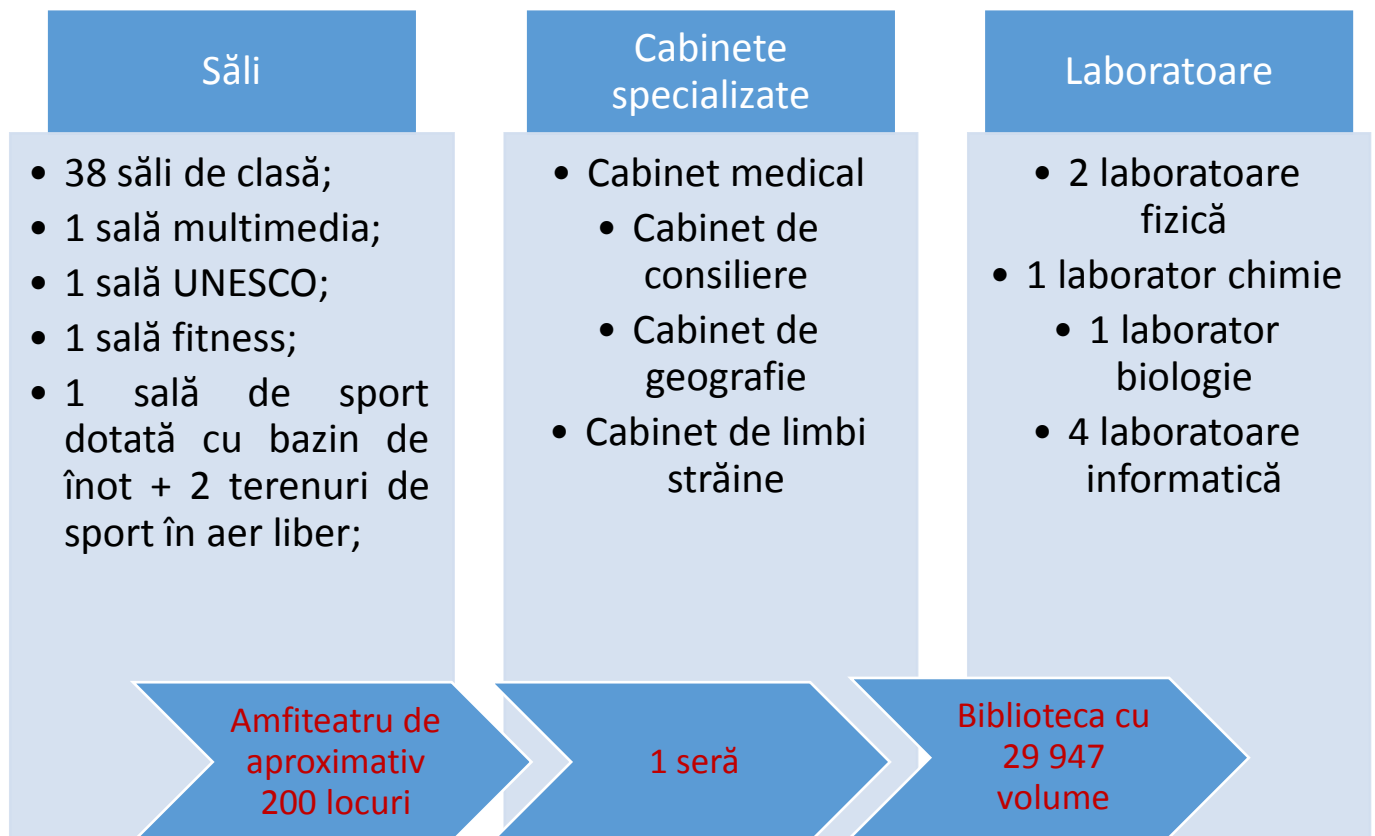 Săli
• 38 săli de clasă;
• 1 sală multimedia;
• 1 sală UNESCO;
• 1 sală fitness;
• 1 sală de sport
dotată cu bazin de
înot + 2 terenuri de
sport în aer liber;
Cabinete
specializate
• Cabinet medical
• Cabinet de
consiliere
• Cabinet de
geografie
• Cabinet de limbi
străine
Laboratoare
• 2 laboratoare
fizică
• 1 laborator chimie
• 1 laborator
biologie
• 4 laboratoare
informatică
Amfiteatru de
aproximativ
200 locuri
1 seră
Biblioteca cu
29 947
volume